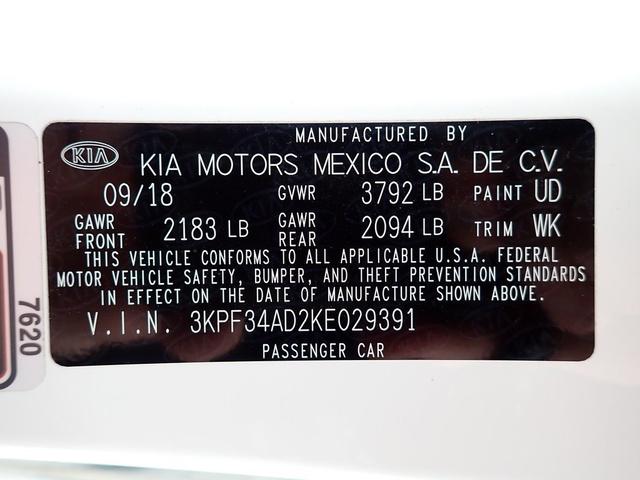 MANUFACTURED BY
KIA KIA MOTORS MEXICO S.A. DE C.V.
09/18 GVWR 3792 LB PAINT UD
GAWR FRONT 2183 LB GAWR REAR 2094 LB TRIM WK
THIS VEHICLE CONFORMS TO ALL APPLICABLE U.S.A. FEDERAL
MOTOR VEHICLE SAFETY, BUMPER, AND THEFT PREVENTION STANDARDS
IN EFFECT ON THE DATE OF MANUFACTURE SHOWN ABOVE.
V.I.N. 3KPF34AD2KE029391
PASSENGER CAR
7620